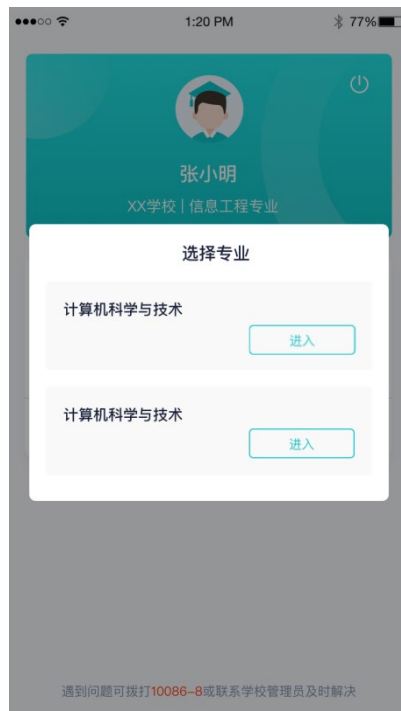 1:20 PM
77%
张小明
XX学校 | 信息工程专业
选择专业
计算机科学与技术
进入
计算机科学与技术
进入
遇到问题可拨打10086-8或联系学校管理员及时解决